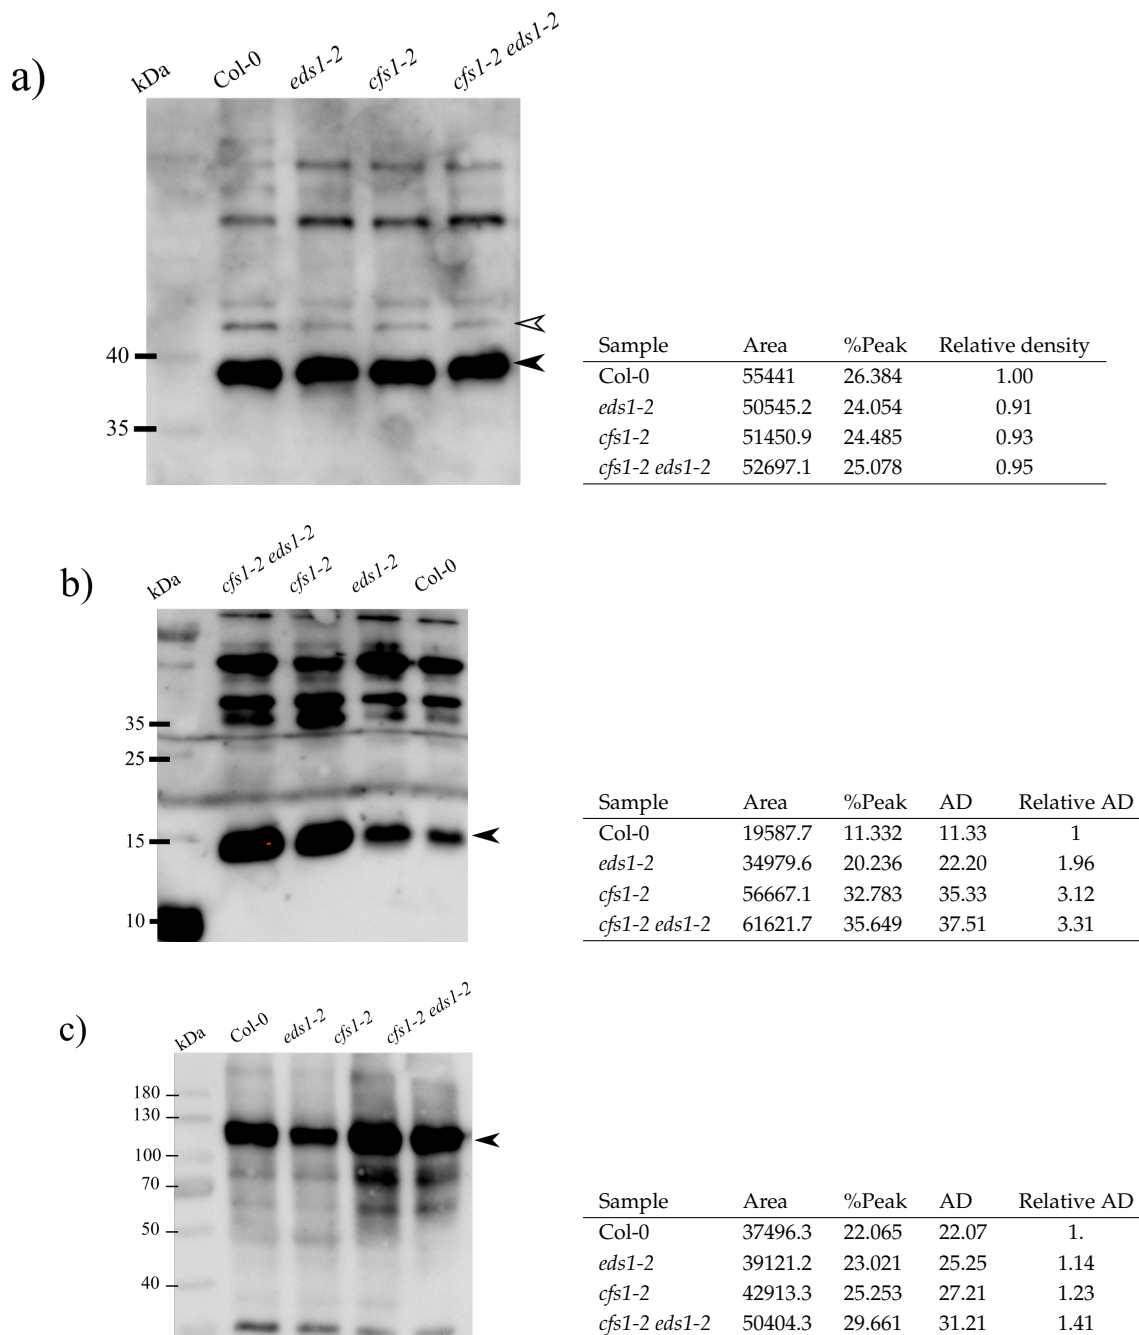 a)
kDa Col-0 eds1-2 cfs1-2 cfs1-2 eds1-2
40
35
Sample Area %Peak Relative density
Col-0 55441 26.384 1.00
eds1-2 50545.2 24.054 0.91
cfs1-2 51450.9 24.485 0.93
cfs1-2 eds1-2 52697.1 25.078 0.95
b)
kDa cfs1-2 eds1-2 cfs1-2 eds1-2 Col-0
35
25
15
10
Sample Area %Peak AD Relative AD
Col-0 19587.7 11.332 11.33 1
eds1-2 34979.6 20.236 22.20 1.96
cfs1-2 56667.1 32.783 35.33 3.12
cfs1-2 eds1-2 61621.7 35.649 37.51 3.31
c)
kDa Col-0 eds1-2 cfs1-2 cfs1-2 eds1-2
180
130
100
70
50
40
Sample Area %Peak AD Relative AD
Col-0 37496.3 22.065 22.07 1.
eds1-2 39121.2 23.021 25.25 1.14
cfs1-2 42913.3 25.253 27.21 1.23
cfs1-2 eds1-2 50404.3 29.661 31.21 1.41